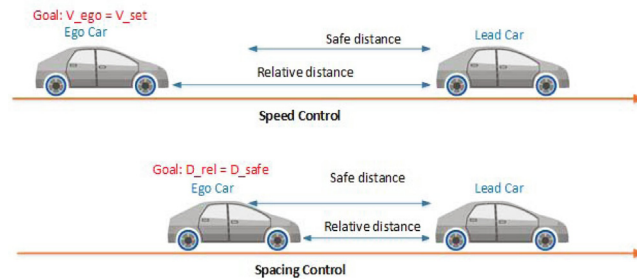 Goal: V_ego = V_set
Ego Car
Safe distance
Lead Car
Relative distance
Speed Control
Goal: D_rel = D_safe
Ego Car
Safe distance
Lead Car
Relative distance
Spacing Control